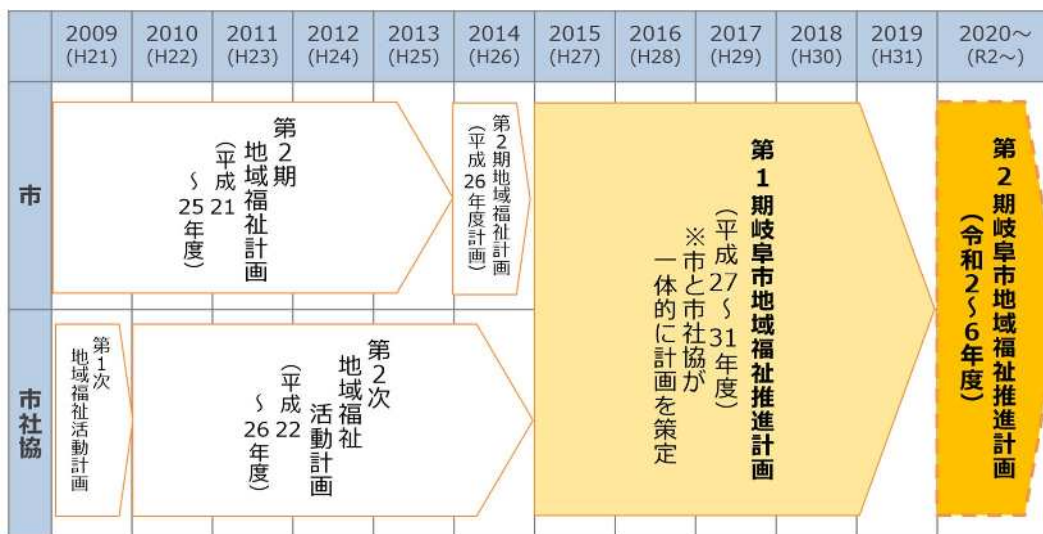 2009
(H21)
2010
(H22)
2011
(H23)
2012
(H24)
2013
(H25)
2014
(H26)
2015
(H27)
2016
(H28)
2017
(H29)
2018
(H30)
2019
(H31)
2020~
(R2~)
市
第2期
地域福祉計画
(平成21
~25年度)
第2期地域福祉計画
(平成26年度計画)
第1期岐阜市地域福祉推進計画
(平成27~31年度)
※市と市社協が
一体的に計画を策定
第2期岐阜市地域福祉推進計画
(令和2~6年度)
市社協
第1次
地域福祉活動計画
第2次
地域福祉
活動計画
(平成22
~26年度)